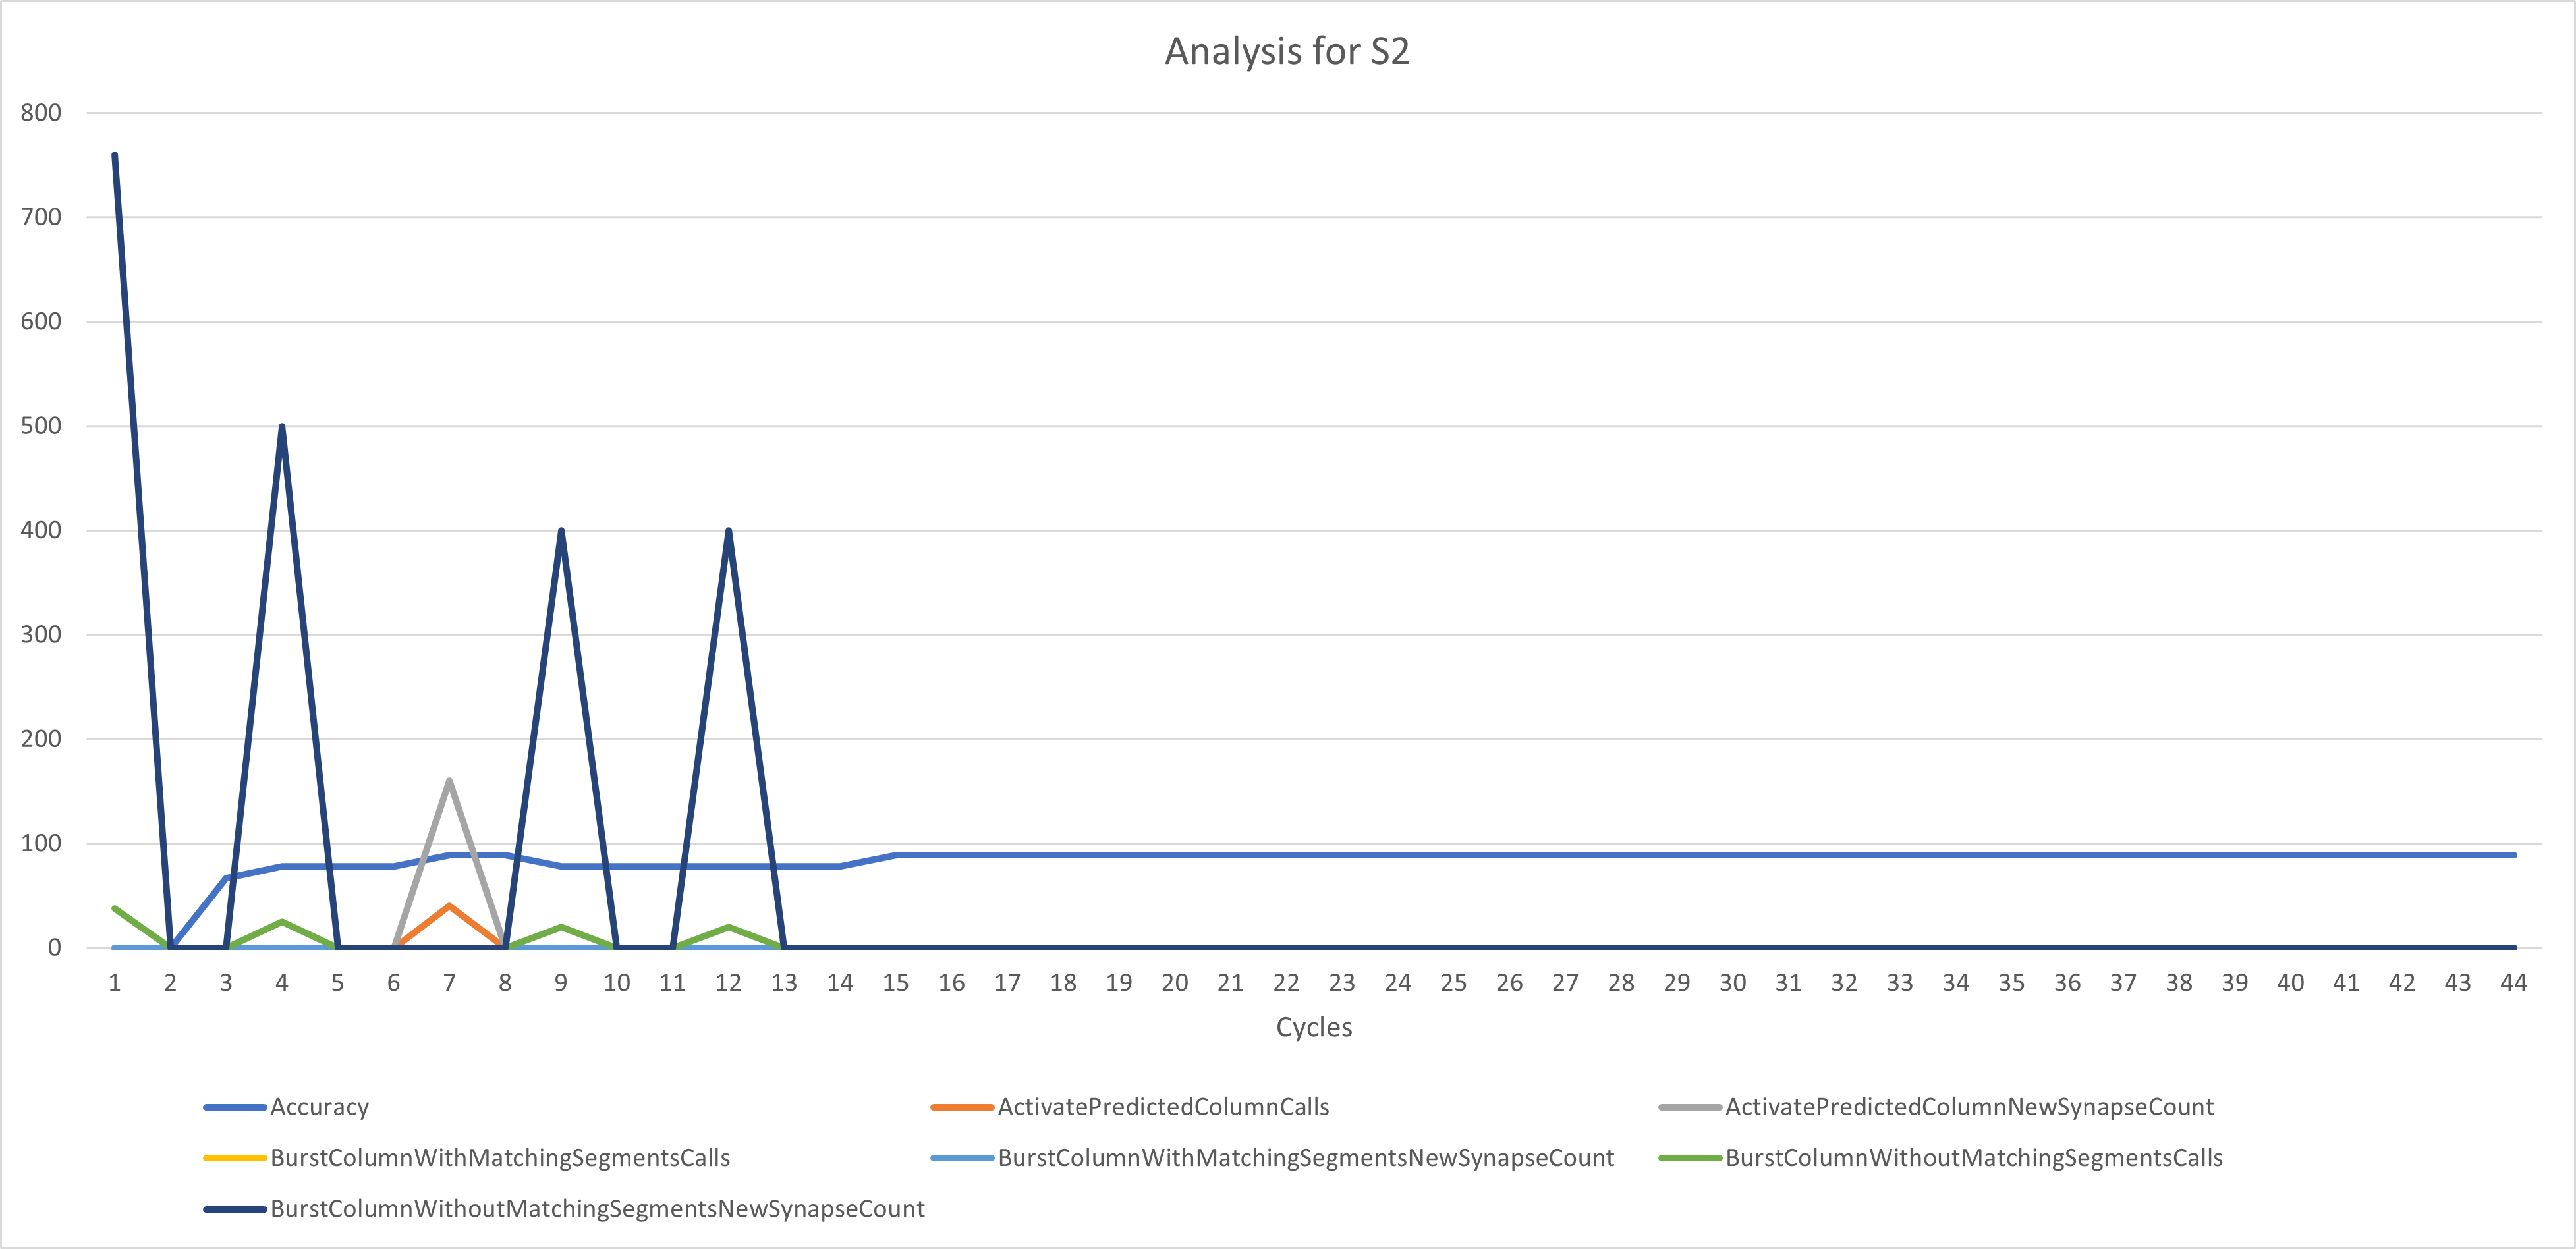 Analysis for S2
800
700
600
500
400
300
200
100
0
1 2 3 4 5 6 7 8 9 10 11 12 13 14 15 16 17 18 19 20 21 22 23 24 25 26 27 28 29 30 31 32 33 34 35 36 37 38 39 40 41 42 43 44
Cycles
Accuracy ActivatePredictedColumnCalls ActivatePredictedColumnNewSynapseCount
BurstColumnWithMatchingSegmentsCalls BurstColumnWithMatchingSegmentsNewSynapseCount BurstColumnWithoutMatchingSegmentsCalls
BurstColumnWithoutMatchingSegmentsNewSynapseCount